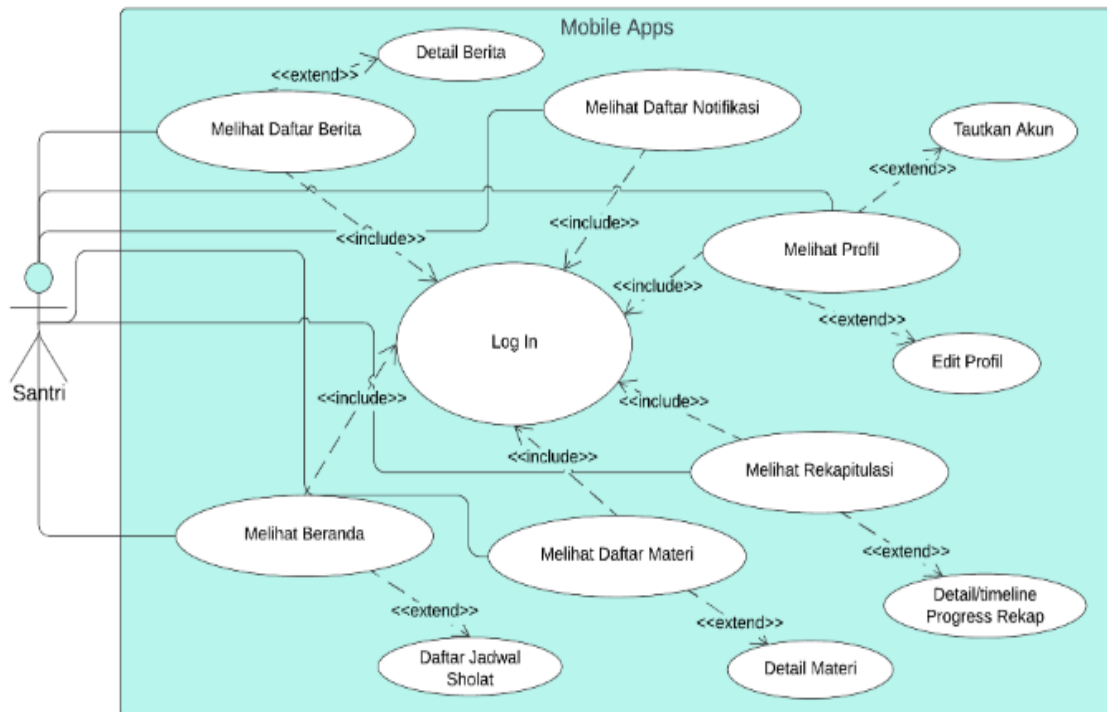 Mobile Apps
Detail Berita
<<extend>>
Melihat Daftar Berita
Melihat Daftar Notifikasi
Tautkan Akun
<<extend>>
<<include>>
<<include>>
Melihat Profil
<<include>>
<<extend>>
Log In
Edit Profil
Santri
<<include>>
<<include>>
<<include>>
Melihat Rekapitulasi
Melihat Beranda
Melihat Daftar Materi
<<extend>>
<<extend>>
<<extend>>
Detail/timeline
Progress Rekap
Daftar Jadwal
Sholat
Detail Materi